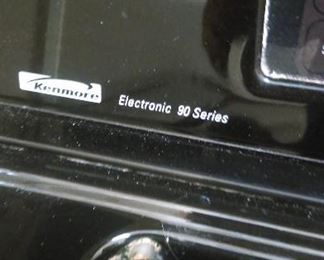 Kenmore
Electronic 90 Series